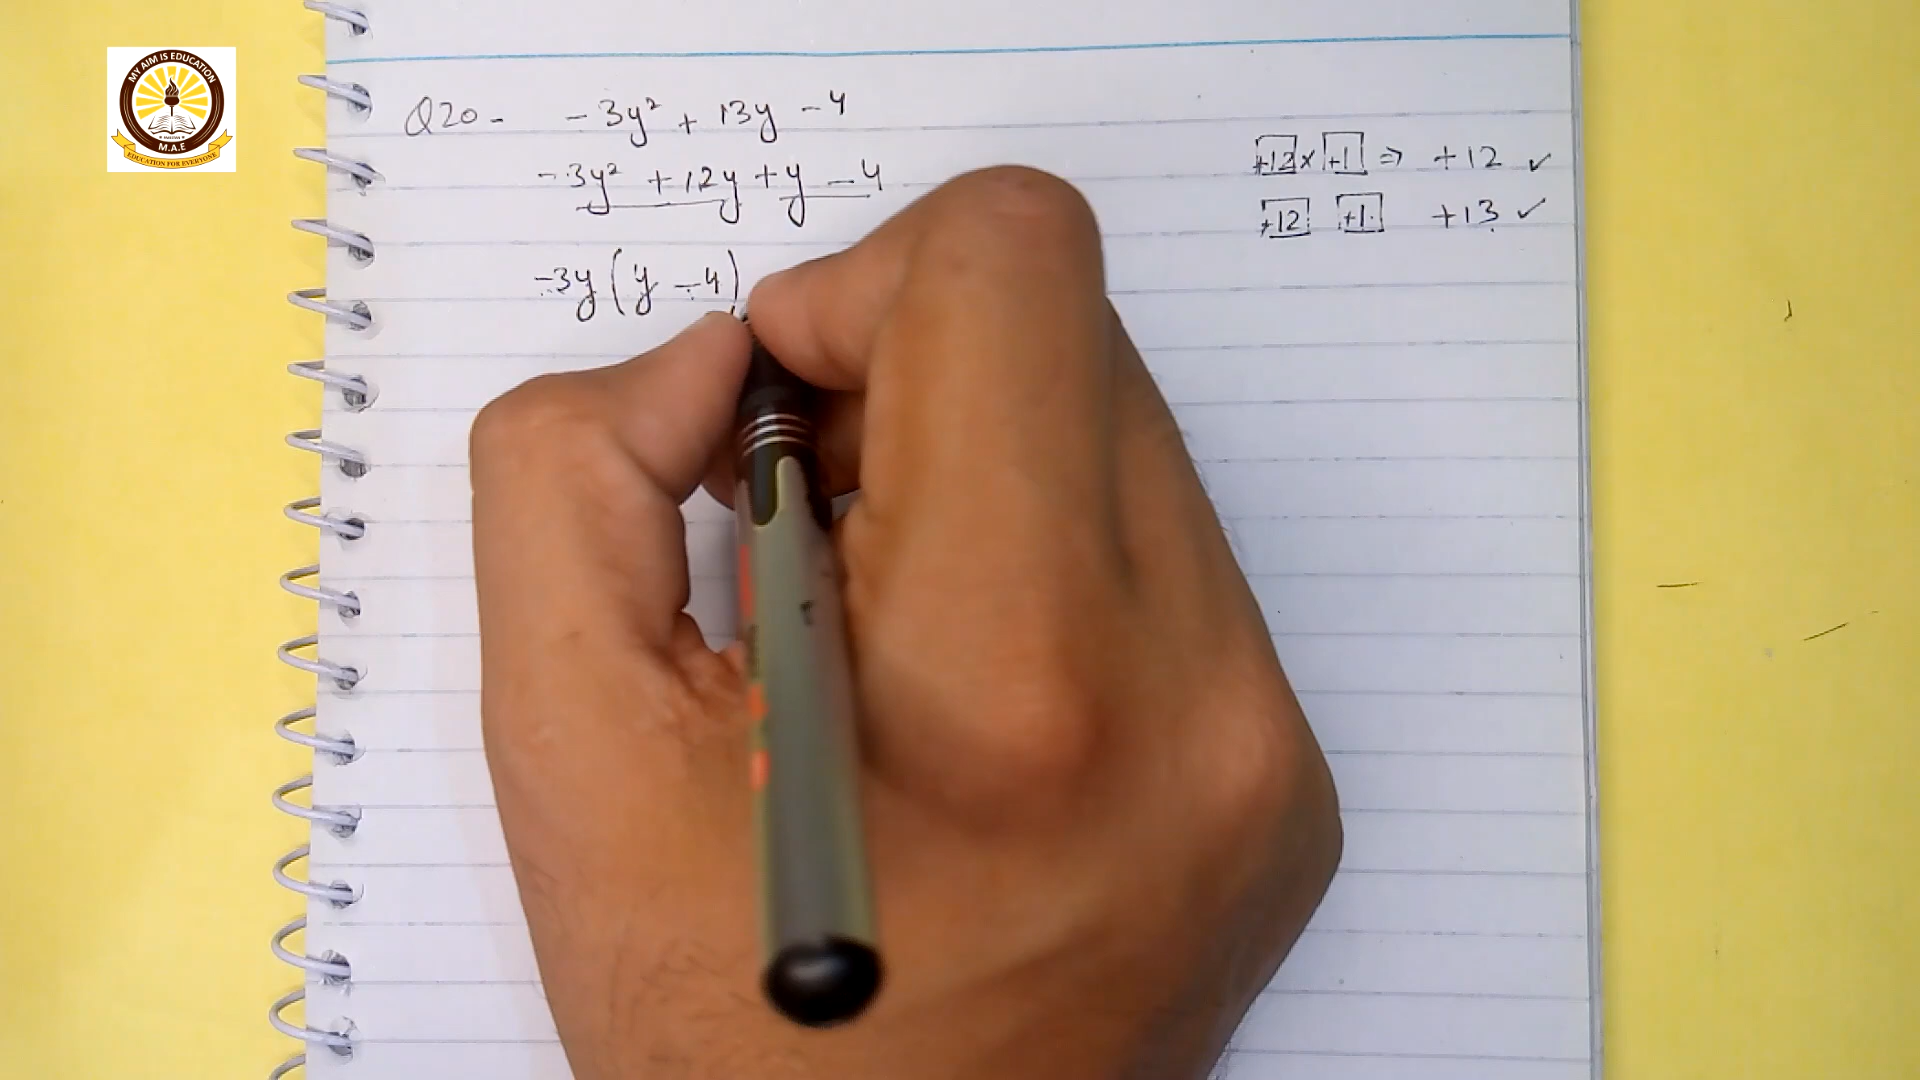 MY AIM IS EDUCATION
M.A.E
EDUCATION FOR EVERYONE
Q20 - -3y² + 13y - 4
-3y² + 12y + y - 4
-3y(y - 4)
+12 × +1 ⇒ +12 ✓
+12 +1 +13 ✓